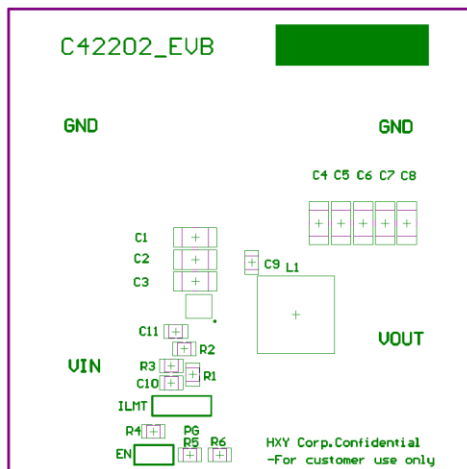 C42202_EVB
GND GND
C4 C5 C6 C7 C8
C1
C2
C3
C9
L1
C11
R2
VOUT
VIN
R3
R1
C10
ILMT
R4
PG
R5 R6
EN
HXY Corp.Confidential
-For customer use only